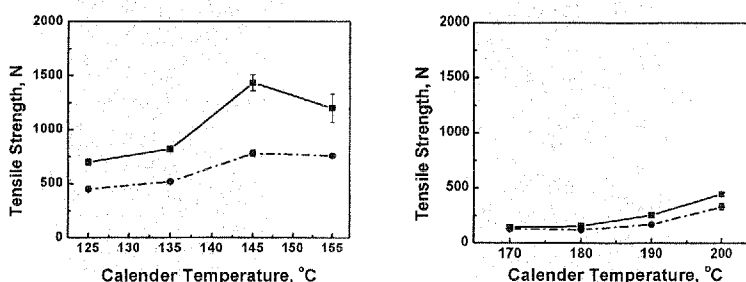 Tensile Strength, N
2000
1500
1000
500
0
125 130 135 140 145 150 155
Calender Temperature, °C
Tensile Strength, N
2000
1500
1000
500
0
170 180 190 200
Calender Temperature, °C